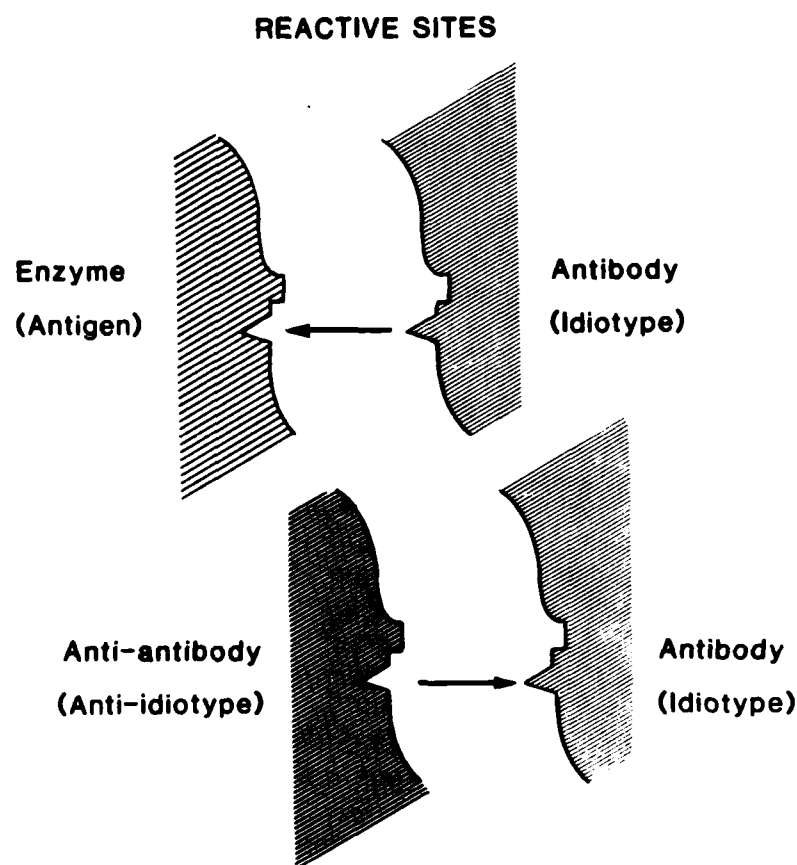 REACTIVE SITES
Enzyme
(Antigen)
Antibody
(Idiotype)
Anti-antibody
(Anti-idiotype)
Antibody
(Idiotype)